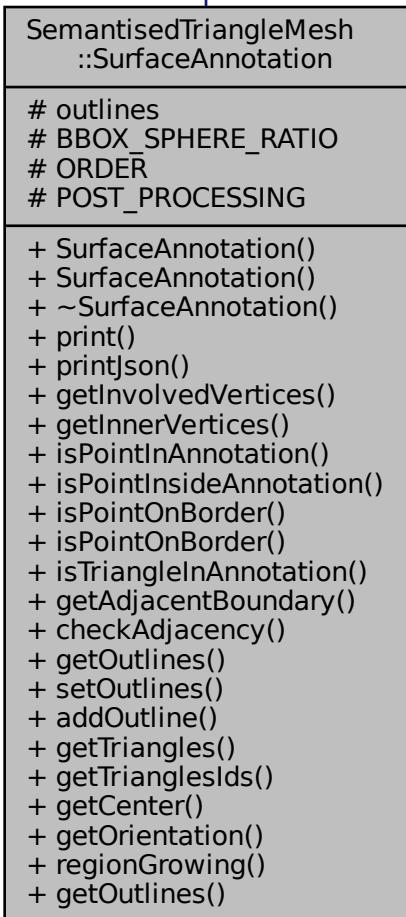 SemantisedTriangleMesh
::SurfaceAnnotation
# outlines
# BBOX_SPHERE_RATIO
# ORDER
# POST_PROCESSING
+ SurfaceAnnotation()
+ SurfaceAnnotation()
+ ~SurfaceAnnotation()
+ print()
+ printJson()
+ getInvolvedVertices()
+ getInnerVertices()
+ isPointInAnnotation()
+ isPointInsideAnnotation()
+ isPointOnBorder()
+ isPointOnBorder()
+ isTriangleInAnnotation()
+ getAdjacentBoundary()
+ checkAdjacency()
+ getOutlines()
+ setOutlines()
+ addOutline()
+ getTriangles()
+ getTrianglesIds()
+ getCenter()
+ getOrientation()
+ regionGrowing()
+ getOutlines()